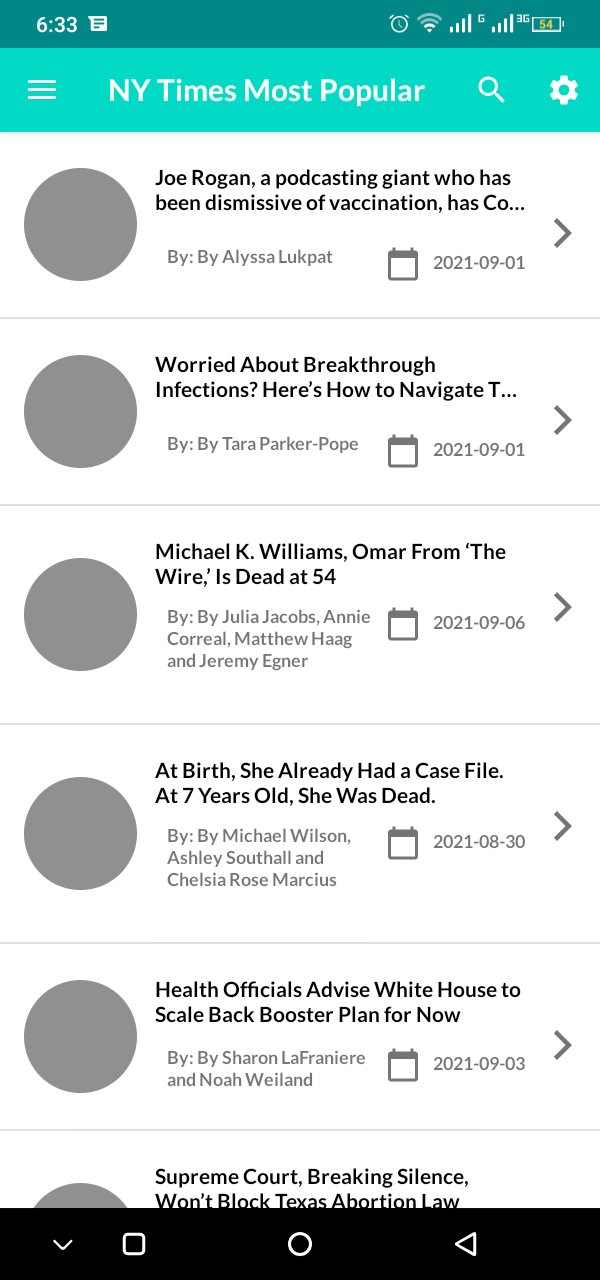 6:33
G
3G
54
NY Times Most Popular
Joe Rogan, a podcasting giant who has
been dismissive of vaccination, has Co...
By: By Alyssa Lukpat
2021-09-01
Worried About Breakthrough
Infections? Here’s How to Navigate T...
By: By Tara Parker-Pope
2021-09-01
Michael K. Williams, Omar From ‘The
Wire,’ Is Dead at 54
By: By Julia Jacobs, Annie
Correal, Matthew Haag
and Jeremy Egner
2021-09-06
At Birth, She Already Had a Case File.
At 7 Years Old, She Was Dead.
By: By Michael Wilson,
Ashley Southall and
Chelsia Rose Marcius
2021-08-30
Health Officials Advise White House to
Scale Back Booster Plan for Now
By: By Sharon LaFraniere
and Noah Weiland
2021-09-03
Supreme Court, Breaking Silence,
Won’t Block Texas Abortion Law